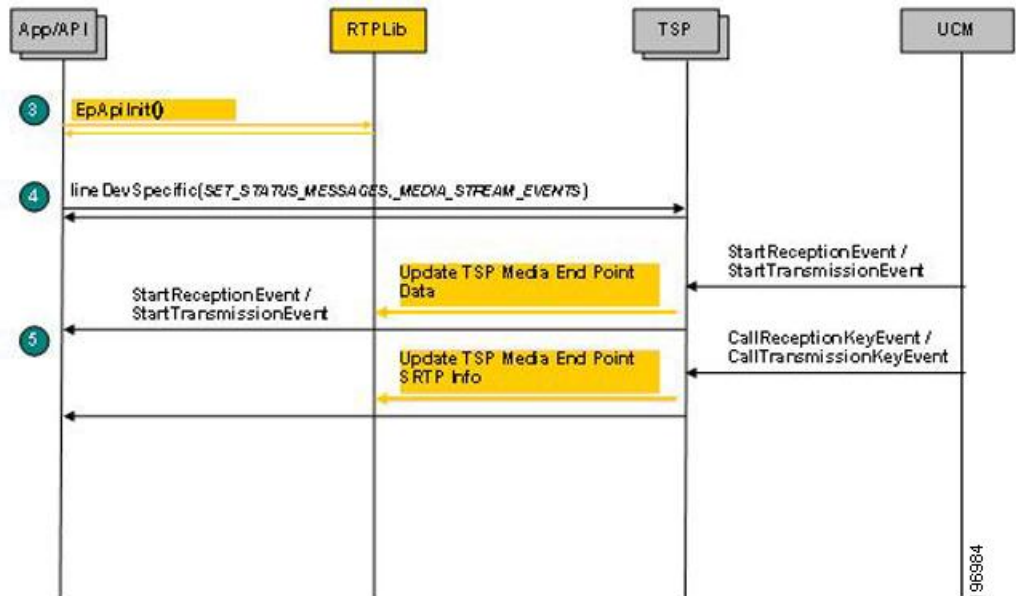 App/API
RTPLib
TSP
UCM
3
EpApiInit()
4
lineDevSpecific(SET_STATUS_MESSAGES,_MEDIA_STREAM_EVENTS)
StartReceptionEvent /
StartTransmissionEvent
Update TSP Media End Point
Data
StartReceptionEvent /
StartTransmissionEvent
5
CallReceptionKeyEvent /
CallTransmissionKeyEvent
Update TSP Media End Point
SRTP Info
96984